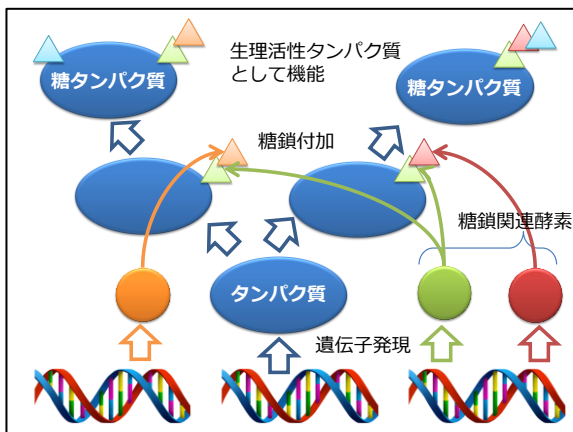 生理活性タンパク質
として機能
糖タンパク質
糖タンパク質
糖鎖付加
糖鎖関連酵素
タンパク質
遺伝子発現